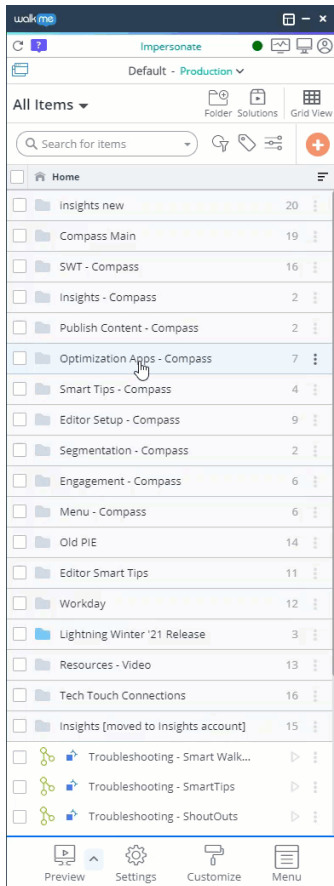 walkme
?
Impersonate
Default - Production
All Items
Folder Solutions Grid View
Search for items
Home
insights new 20
Compass Main 19
SWT - Compass 16
Insights - Compass 2
Publish Content - Compass 2
Optimization Apps - Compass 7
Smart Tips - Compass 4
Editor Setup - Compass 9
Segmentation - Compass 2
Engagement - Compass 6
Menu - Compass 6
Old PIE 14
Editor Smart Tips 11
Workday 12
Lightning Winter '21 Release 3
Resources - Video 13
Tech Touch Connections 16
Insights [moved to Insights account] 15
Troubleshooting - Smart Walk...
Troubleshooting - SmartTips
Troubleshooting - ShoutOuts
Preview Settings Customize Menu